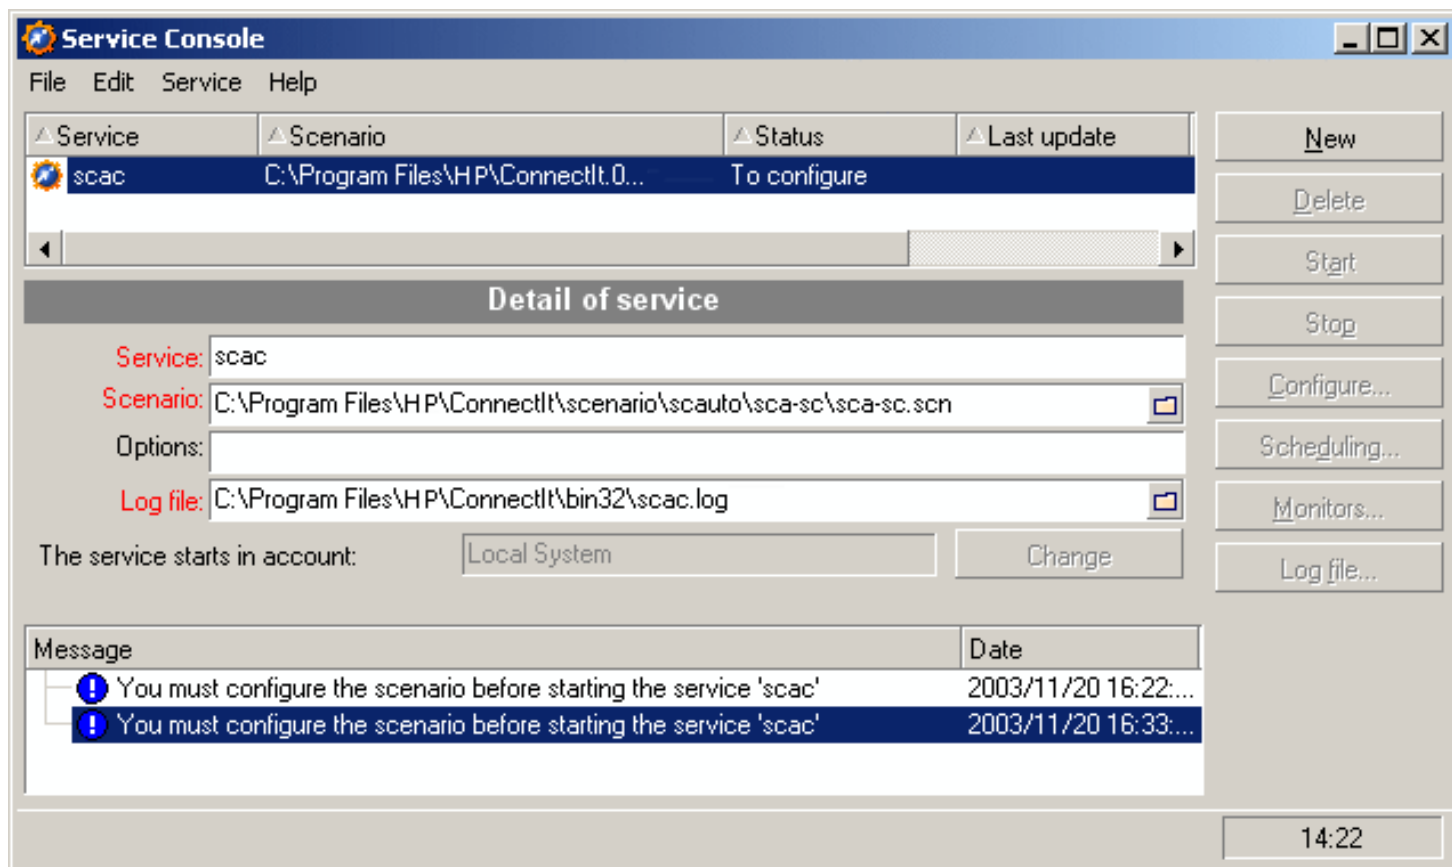 Service Console
File Edit Service Help
Service Scenario Status Last update
scac C:\Program Files\HP\ConnectIt.0... To configure
New
Delete
Start
Stop
Configure...
Scheduling...
Monitors...
Log file...
Detail of service
Service: scac
Scenario: C:\Program Files\HP\ConnectIt\scenario\scauto\sca-sc\sca-sc.scn
Options:
Log file: C:\Program Files\HP\ConnectIt\bin32\scac.log
The service starts in account: Local System Change
Message Date
You must configure the scenario before starting the service 'scac' 2003/11/20 16:22:...
You must configure the scenario before starting the service 'scac' 2003/11/20 16:33:...
14:22